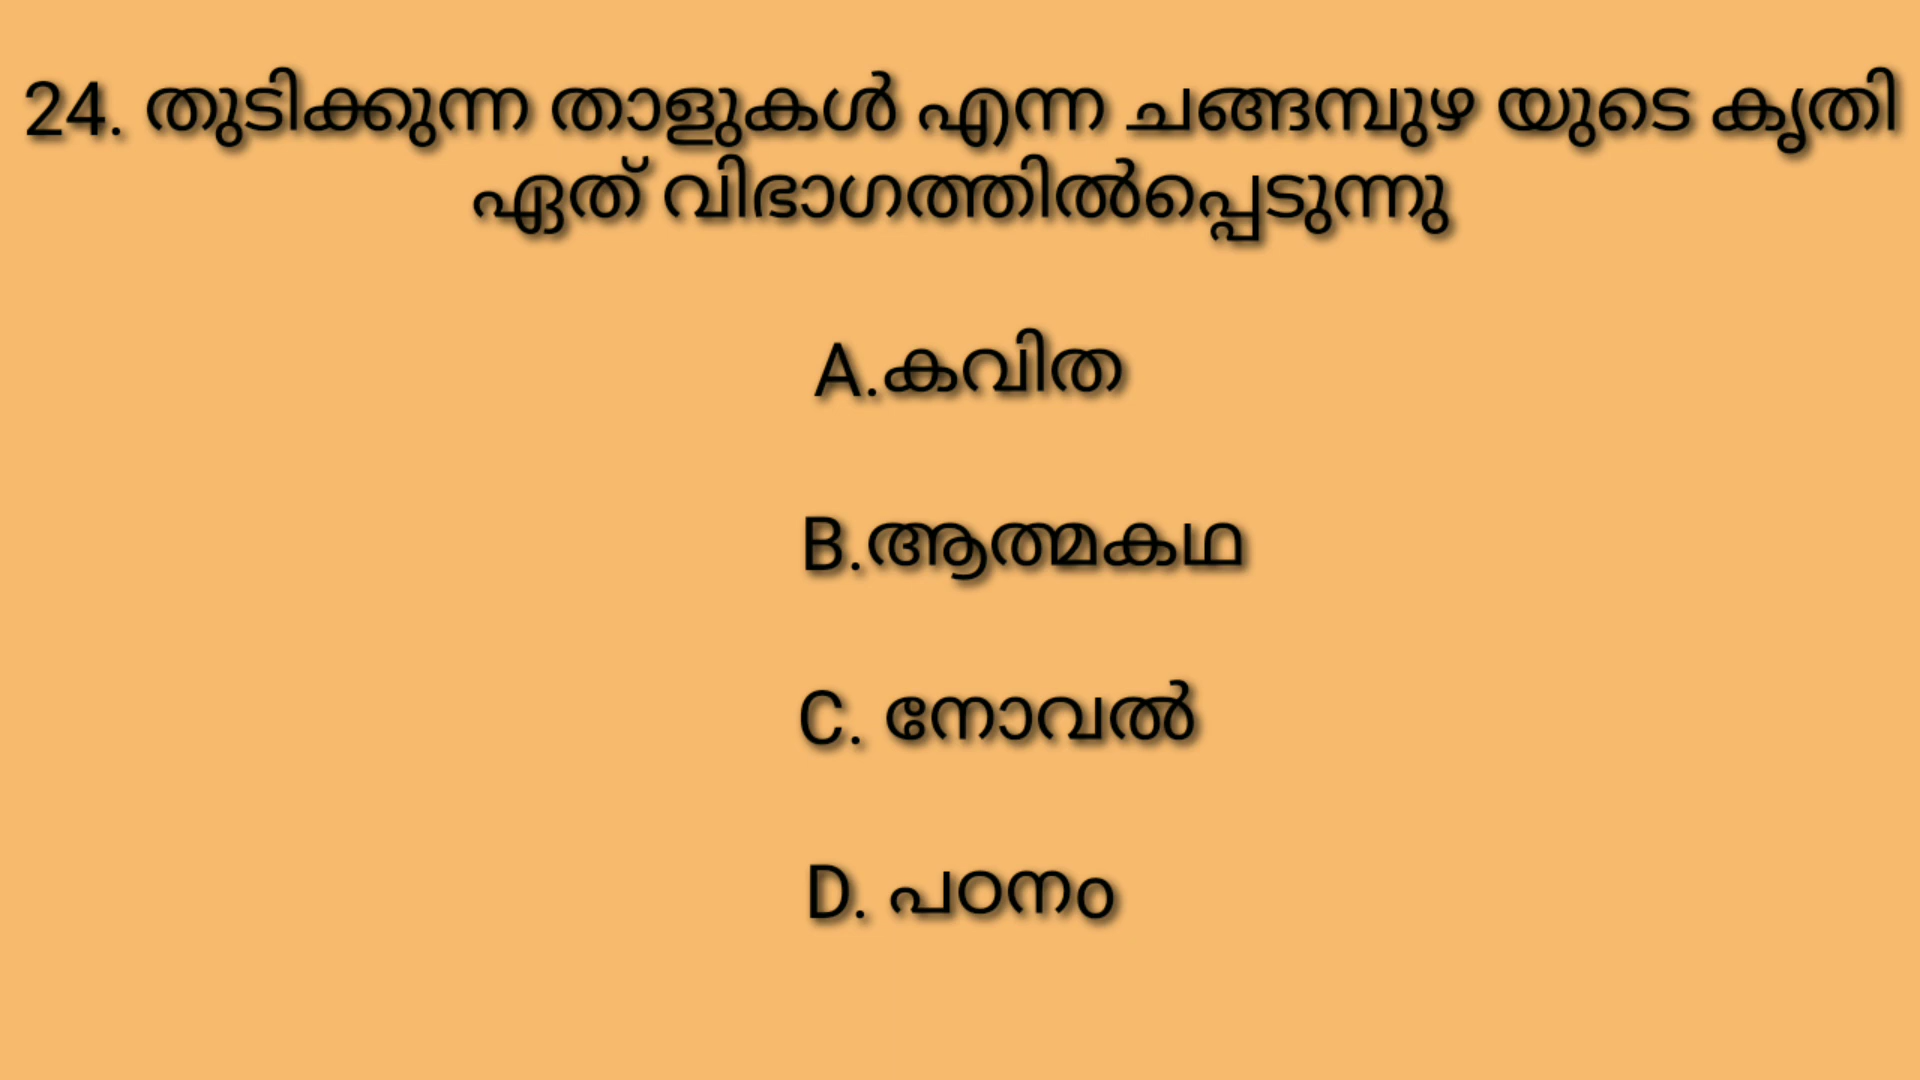 24. തുടിക്കുന്ന താളുകൾ എന്ന ചങ്ങമ്പുഴ യുടെ കൃതി
ഏത് വിഭാഗത്തിൽപ്പെടുന്നു
A.കവിത
B.ആത്മകഥ
C. നോവൽ
D. പഠനം